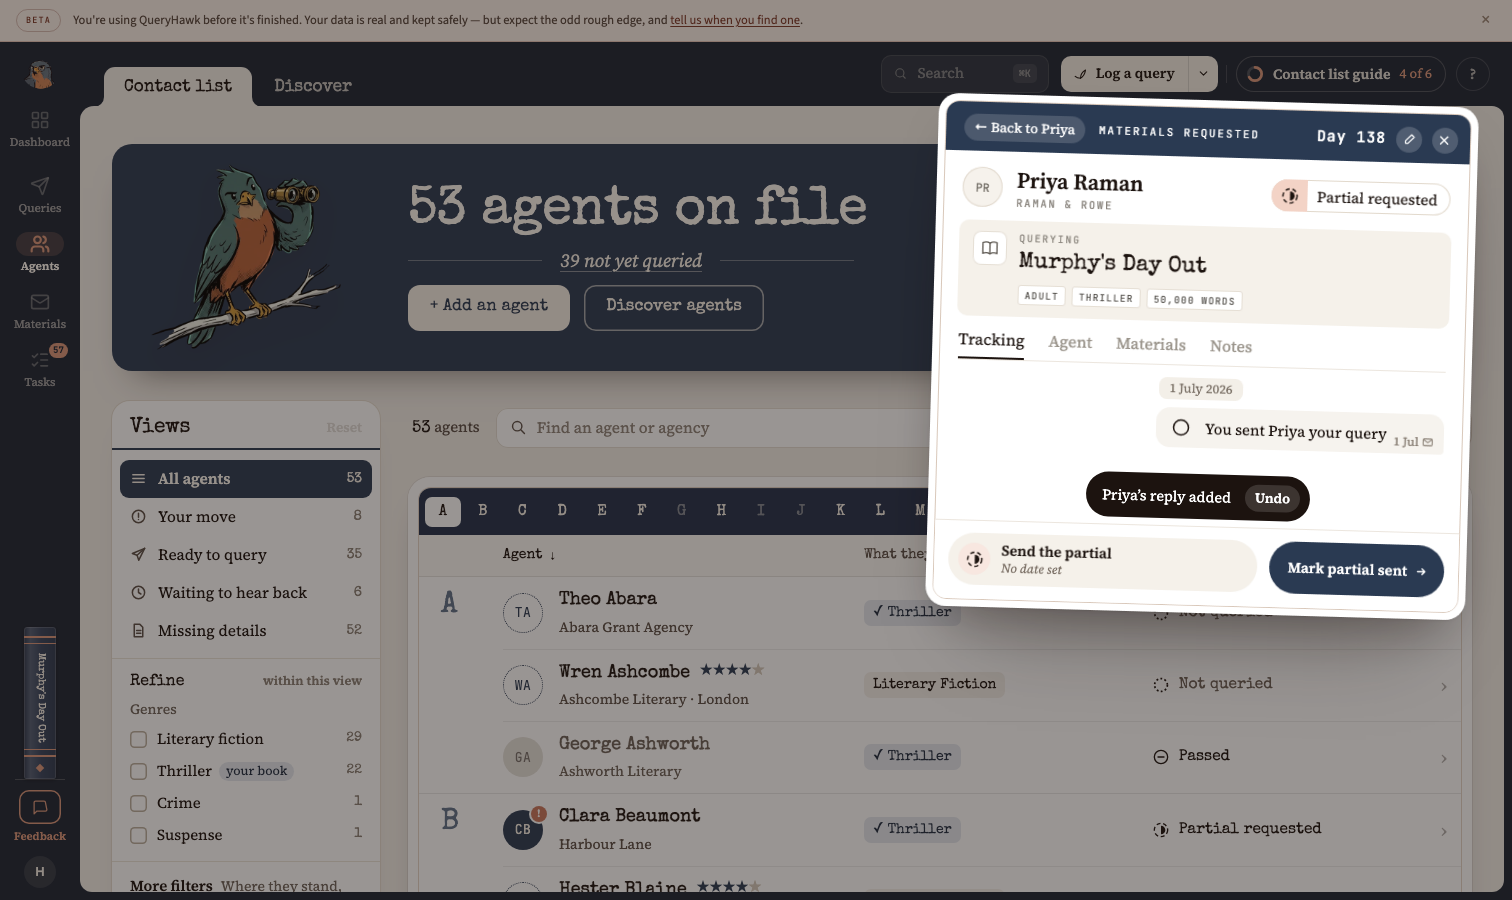 BETA You're using QueryHawk before it's finished. Your data is real and kept safely — but expect the odd rough edge, and tell us when you find one. ×
Contact list
Discover
Search ⌘K
Log a query
Contact list guide 4 of 6
?
Dashboard
Queries
Agents
Materials
57
Tasks
Murphy's Day Out
Feedback
H
53 agents on file
39 not yet queried
+ Add an agent
Discover agents
Views Reset
All agents 53
Your move 8
Ready to query 35
Waiting to hear back 6
Missing details 52
Refine within this view
Genres
Literary fiction 29
Thriller your book 22
Crime 1
Suspense 1
More filters Where they stand,
53 agents
Find an agent or agency
A B C D E F G H I J K L M
Agent ↓ What they
A
TA Theo Abara
Abara Grant Agency
✓ Thriller
Not queried
WA Wren Ashcombe ★★★★★
Ashcombe Literary · London
Literary Fiction
Not queried
GA George Ashworth
Ashworth Literary
✓ Thriller
Passed
B
CB ! Clara Beaumont
Harbour Lane
✓ Thriller
Partial requested
Hester Blaine ★★★★★
← Back to Priya MATERIALS REQUESTED Day 138
PR Priya Raman
RAMAN & ROWE
Partial requested
QUERYING
Murphy's Day Out
ADULT THRILLER 50,000 WORDS
Tracking Agent Materials Notes
1 July 2026
You sent Priya your query 1 Jul
Priya's reply added Undo
Send the partial
No date set
Mark partial sent →